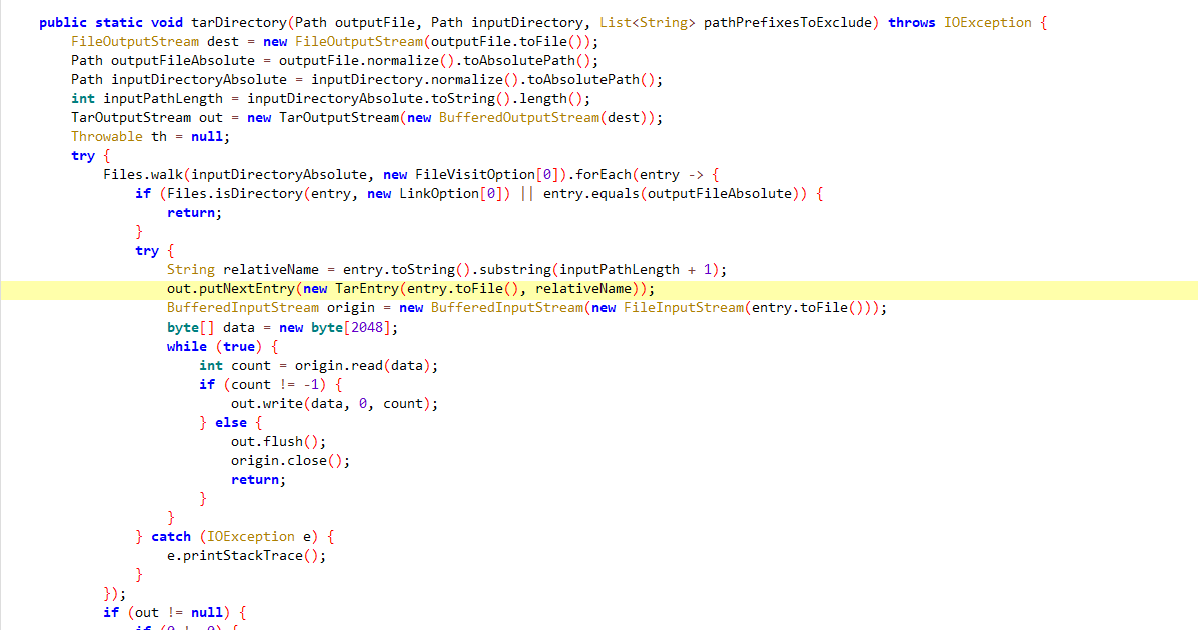 public static void tarDirectory(Path outputFile, Path inputDirectory, List<String> pathPrefixesToExclude) throws IOException {
FileOutputStream dest = new FileOutputStream(outputFile.toFile());
Path outputFileAbsolute = outputFile.normalize().toAbsolutePath();
Path inputDirectoryAbsolute = inputDirectory.normalize().toAbsolutePath();
int inputPathLength = inputDirectoryAbsolute.toString().length();
TarOutputStream out = new TarOutputStream(new BufferedOutputStream(dest));
Throwable th = null;
try {
Files.walk(inputDirectoryAbsolute, new FileVisitOption[0]).forEach(entry -> {
if (Files.isDirectory(entry, new LinkOption[0]) || entry.equals(outputFileAbsolute)) {
return;
}
try {
String relativeName = entry.toString().substring(inputPathLength + 1);
out.putNextEntry(new TarEntry(entry.toFile(), relativeName));
BufferedInputStream origin = new BufferedInputStream(new FileInputStream(entry.toFile()));
byte[] data = new byte[2048];
while (true) {
int count = origin.read(data);
if (count != -1) {
out.write(data, 0, count);
} else {
out.flush();
origin.close();
return;
}
}
} catch (IOException e) {
e.printStackTrace();
}
});
if (out != null) {